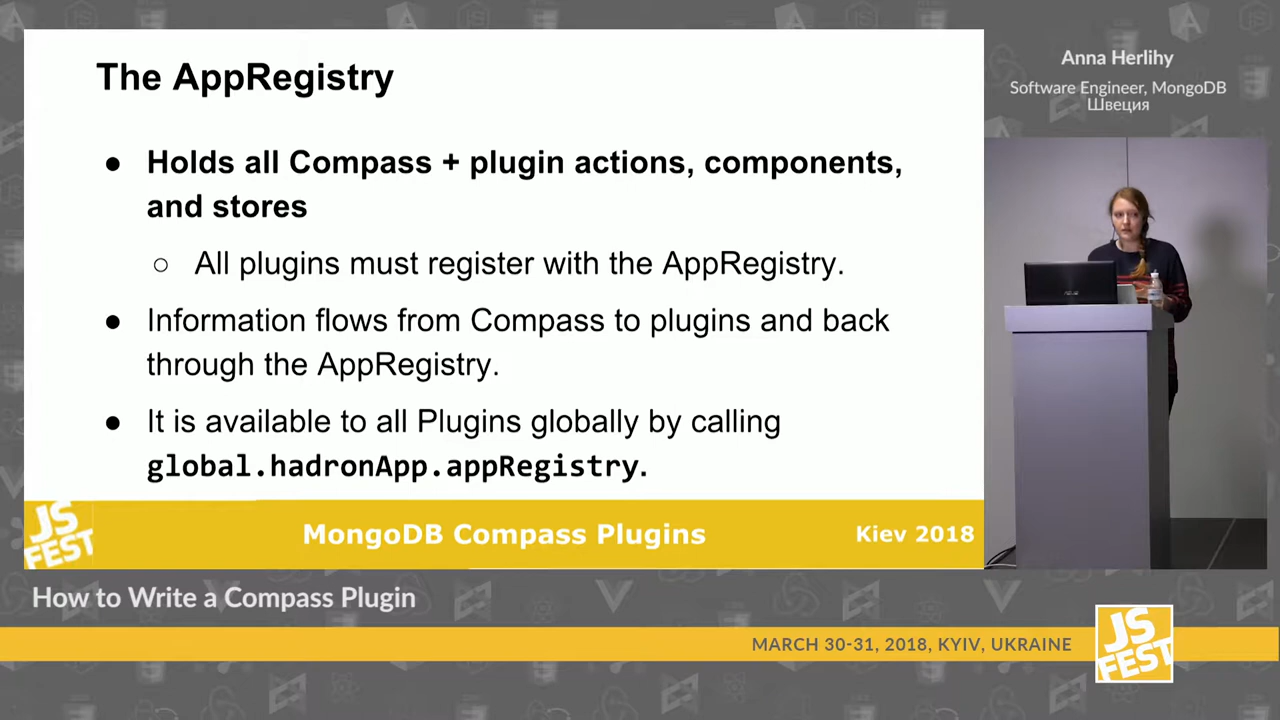 The AppRegistry
● Holds all Compass + plugin actions, components,
and stores
○ All plugins must register with the AppRegistry.
● Information flows from Compass to plugins and back
through the AppRegistry.
● It is available to all Plugins globally by calling
global.hadronApp.appRegistry.
JS
FEST
MongoDB Compass Plugins
Kiev 2018
Anna Herlihy
Software Engineer, MongoDB
Швеция
How to Write a Compass Plugin
MARCH 30-31, 2018, KYIV, UKRAINE
JS
FEST